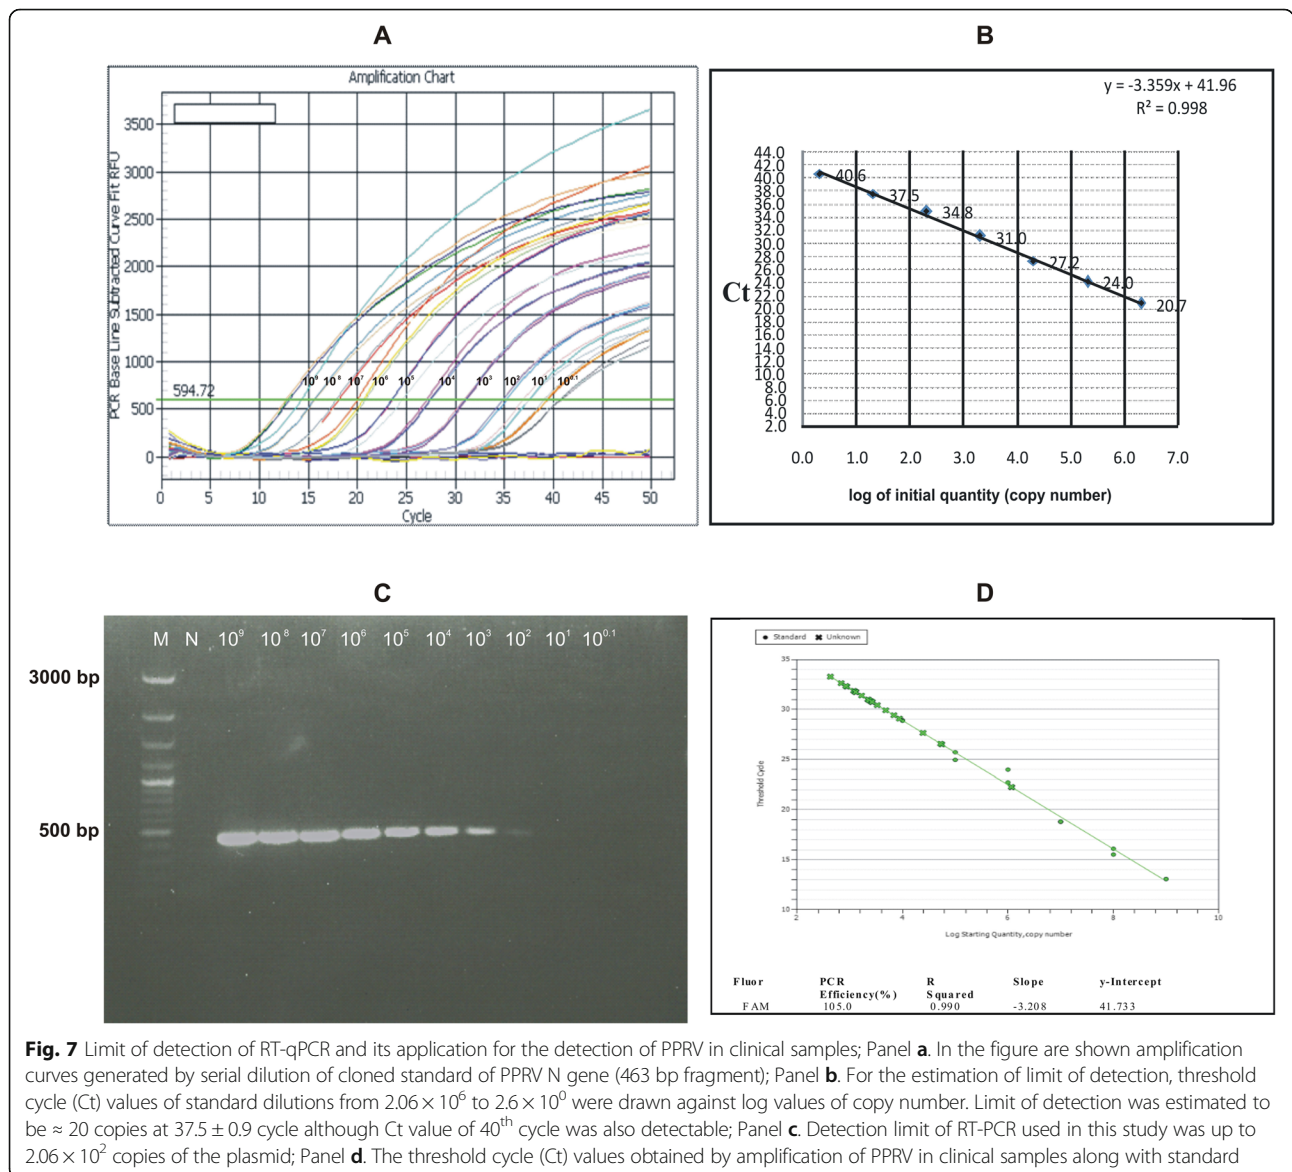 A
Amplification Chart
PCR Base Line Subtracted Curve Fit RFU
3500
3000
2500
2000
1500
1000
500
0
594.72
10⁹ 10⁸ 10⁷ 10⁶ 10⁵ 10⁴ 10³ 10² 10¹ 10⁰·¹
0 5 10 15 20 25 30 35 40 45 50
Cycle
B
y = -3.359x + 41.96
R² = 0.998
Ct
44.0
42.0
40.0
38.0
36.0
34.0
32.0
30.0
28.0
26.0
24.0
22.0
20.0
18.0
16.0
14.0
12.0
10.0
8.0
6.0
4.0
2.0
40.6
37.5
34.8
31.0
27.2
24.0
20.7
0.0 1.0 2.0 3.0 4.0 5.0 6.0 7.0
log of initial quantity (copy number)
C
M N 10⁹ 10⁸ 10⁷ 10⁶ 10⁵ 10⁴ 10³ 10² 10¹ 10⁰·¹
3000 bp
500 bp
D
Standard Unknown
Threshold Cycle
35
30
25
20
15
10
2 4 6 8 10
Log Starting Quantity,copy number
Fluor PCR Efficiency(%) R Squared Slope y-Intercept
FAM 105.0 0.990 -3.208 41.733
Fig. 7 Limit of detection of RT-qPCR and its application for the detection of PPRV in clinical samples; Panel a. In the figure are shown amplification
curves generated by serial dilution of cloned standard of PPRV N gene (463 bp fragment); Panel b. For the estimation of limit of detection, threshold
cycle (Ct) values of standard dilutions from 2.06 × 10⁶ to 2.6 × 10⁰ were drawn against log values of copy number. Limit of detection was estimated to
be ≈ 20 copies at 37.5 ± 0.9 cycle although Ct value of 40ᵗʰ cycle was also detectable; Panel c. Detection limit of RT-PCR used in this study was up to
2.06 × 10² copies of the plasmid; Panel d. The threshold cycle (Ct) values obtained by amplification of PPRV in clinical samples along with standard